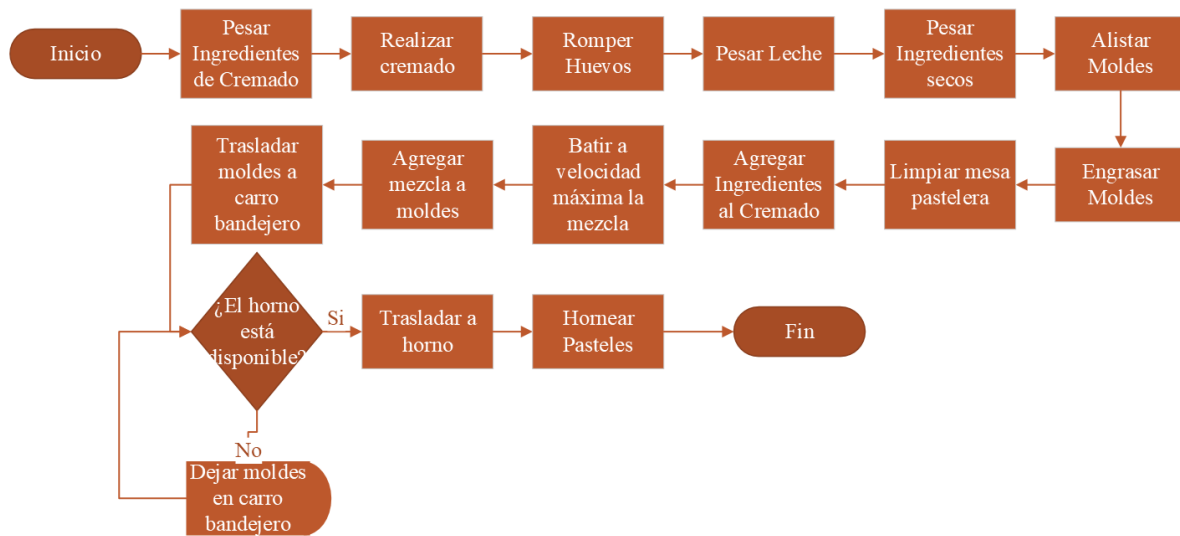 Inicio
Pesar
Ingredientes
de Cremado
Realizar
cremado
Romper
Huevos
Pesar Leche
Pesar
Ingredientes
secos
Alistar
Moldes
Engrasar
Moldes
Limpiar mesa
pastelera
Agregar
Ingredientes
al Cremado
Batir a
velocidad
máxima la
mezcla
Agregar
mezcla a
moldes
Trasladar
moldes a
carro
bandejero
¿El horno
está
disponible?
Si
Trasladar a
horno
Hornear
Pasteles
Fin
No
Dejar moldes
en carro
bandejero